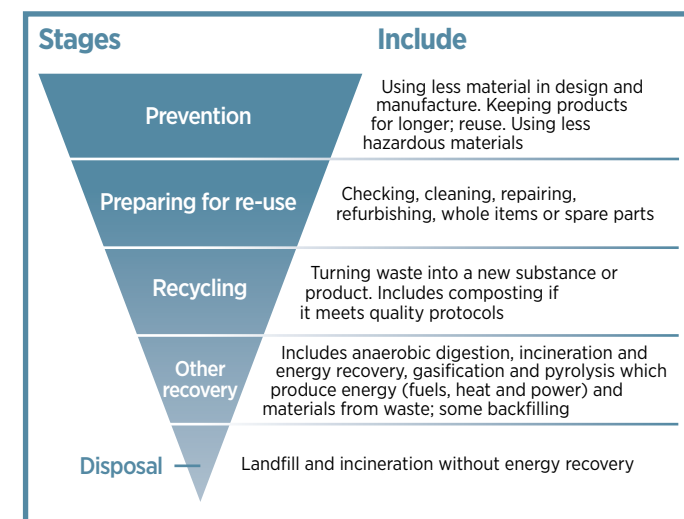 Stages
Include
Prevention
Using less material in design and
manufacture. Keeping products
for longer; reuse. Using less
hazardous materials
Preparing for re-use
Checking, cleaning, repairing,
refurbishing, whole items or spare parts
Recycling
Turning waste into a new substance or
product. Includes composting if
it meets quality protocols
Other
recovery
Includes anaerobic digestion, incineration and
energy recovery, gasification and pyrolysis which
produce energy (fuels, heat and power) and
materials from waste; some backfilling
Disposal
Landfill and incineration without energy recovery